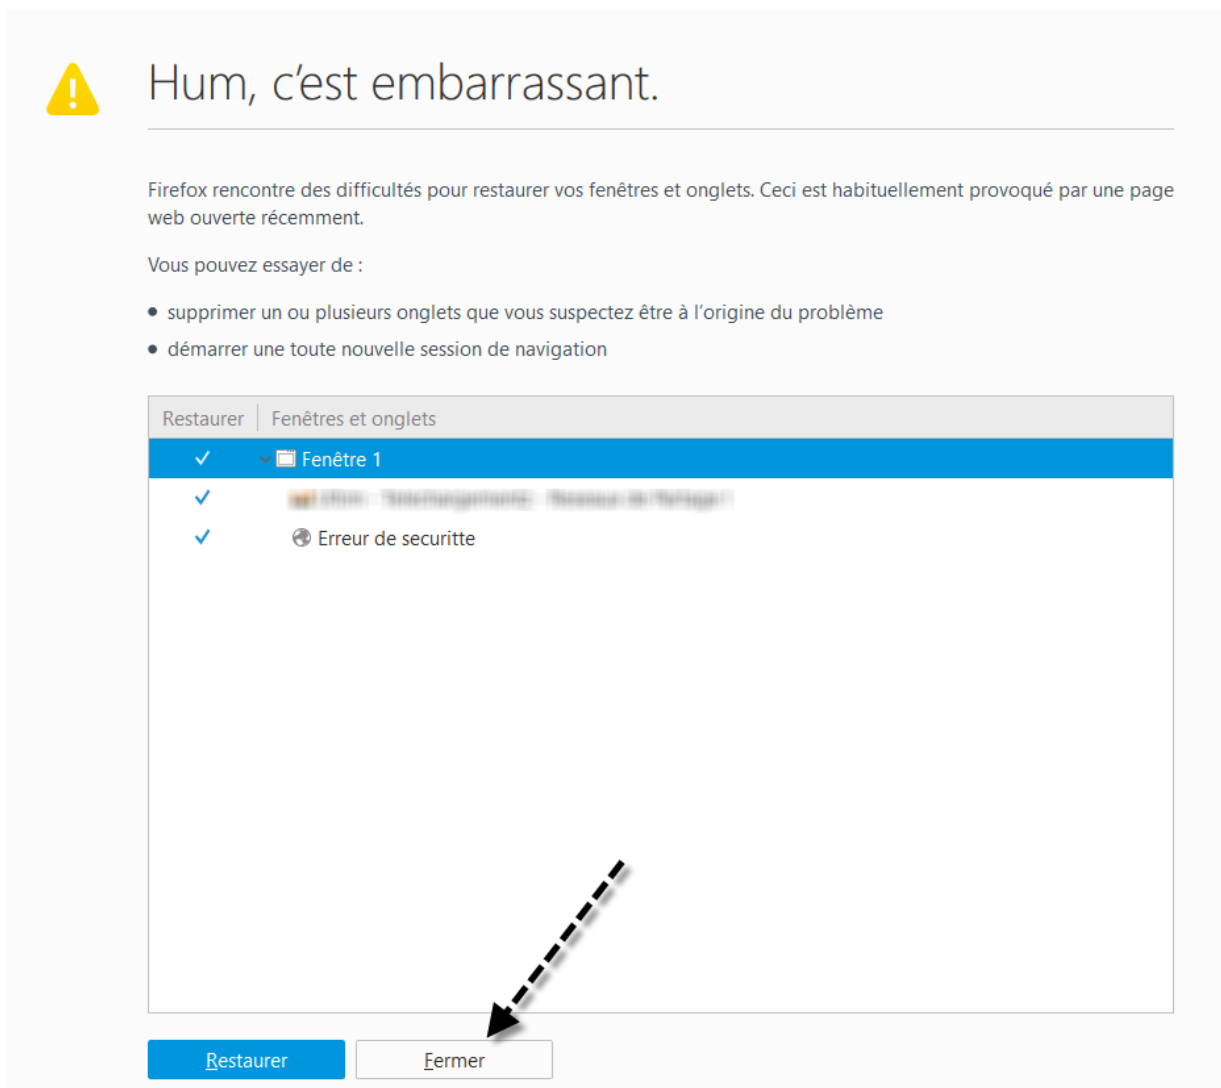 Hum, c’est embarrassant.
Firefox rencontre des difficultés pour restaurer vos fenêtres et onglets. Ceci est habituellement provoqué par une page
web ouverte récemment.
Vous pouvez essayer de :
• supprimer un ou plusieurs onglets que vous suspectez être à l’origine du problème
• démarrer une toute nouvelle session de navigation
Restaurer Fenêtres et onglets
Fenêtre 1
Erreur de securitte
Restaurer Fermer